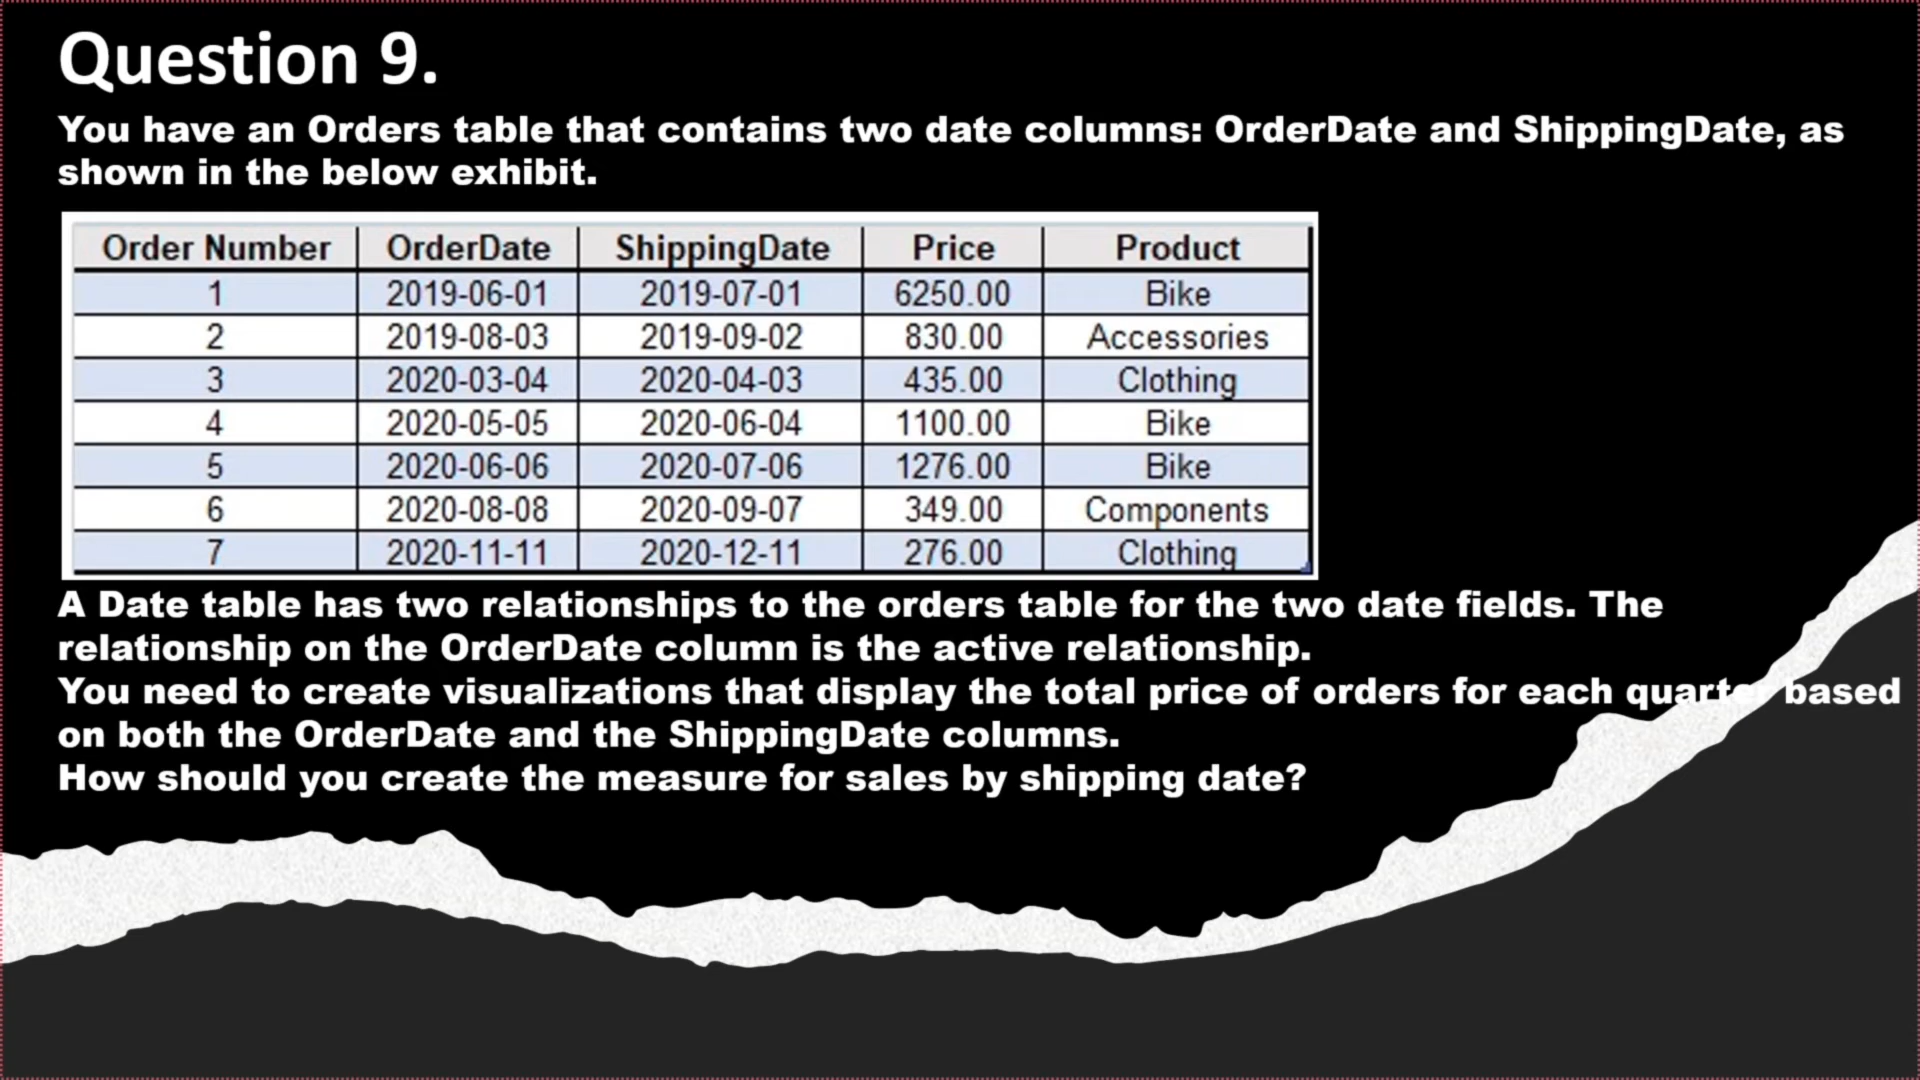 Question 9.
You have an Orders table that contains two date columns: OrderDate and ShippingDate, as
shown in the below exhibit.
Order Number OrderDate ShippingDate Price Product
1 2019-06-01 2019-07-01 6250.00 Bike
2 2019-08-03 2019-09-02 830.00 Accessories
3 2020-03-04 2020-04-03 435.00 Clothing
4 2020-05-05 2020-06-04 1100.00 Bike
5 2020-06-06 2020-07-06 1276.00 Bike
6 2020-08-08 2020-09-07 349.00 Components
7 2020-11-11 2020-12-11 276.00 Clothing
A Date table has two relationships to the orders table for the two date fields. The
relationship on the OrderDate column is the active relationship.
You need to create visualizations that display the total price of orders for each quarter based
on both the OrderDate and the ShippingDate columns.
How should you create the measure for sales by shipping date?